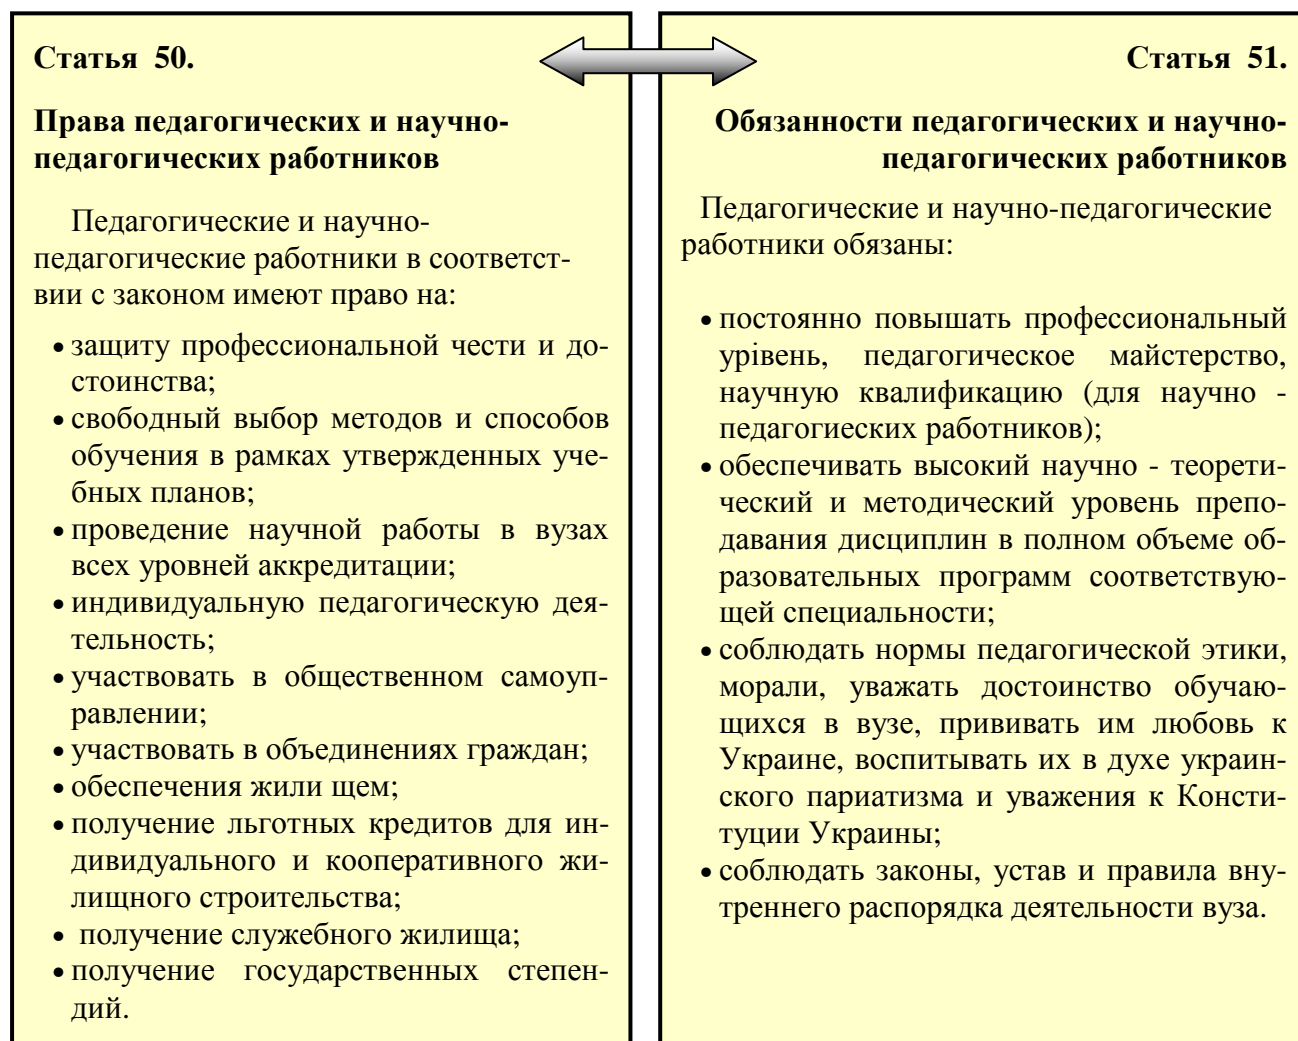 Статья 50.
Права педагогических и научно-
педагогических работников
Педагогические и научно-
педагогические работники в соответст-
вии с законом имеют право на:
• защиту профессиональной чести и до-
стоинства;
• свободный выбор методов и способов
обучения в рамках утвержденных уче-
бных планов;
• проведение научной работы в вузах
всех уровней аккредитации;
• индивидуальную педагогическую дея-
тельность;
• участвовать в общественном самоуп-
равлении;
• участвовать в объединениях граждан;
• обеспечения жили щем;
• получение льготных кредитов для ин-
дивидуального и кооперативного жи-
лищного строительства;
• получение служебного жилища;
• получение государственных степен-
дий.
Статья 51.
Обязанности педагогических и научно-
педагогических работников
Педагогические и научно-педагогические
работники обязаны:
• постоянно повышать профессиональный
урівень, педагогическое майстерство,
научную квалификацию (для научно -
педагогиеских работников);
• обеспечивать высокий научно - теорети-
ческий и методический уровень препо-
давания дисциплин в полном объеме об-
разовательных программ соответствую-
щей специальности;
• соблюдать нормы педагогической этики,
морали, уважать достоинство обучаю-
щихся в вузе, прививать им любовь к
Украине, воспитывать их в духе украин-
ского париатизма и уважения к Консти-
туции Украины;
• соблюдать законы, устав и правила вну-
треннего распорядка деятельности вуза.